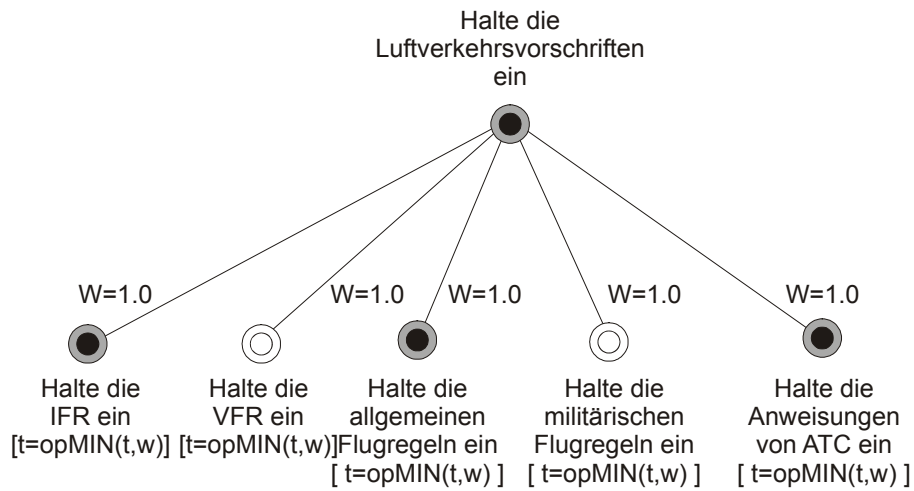 Halte die
Luftverkehrsvorschriften
ein
W=1.0
W=1.0
W=1.0
W=1.0
W=1.0
Halte die
IFR ein
[t=opMIN(t,w)]
Halte die
VFR ein
[t=opMIN(t,w)]
Halte die
allgemeinen
Flugregeln ein
[ t=opMIN(t,w) ]
Halte die
militärischen
Flugregeln ein
[ t=opMIN(t,w) ]
Halte die
Anweisungen
von ATC ein
[ t=opMIN(t,w) ]